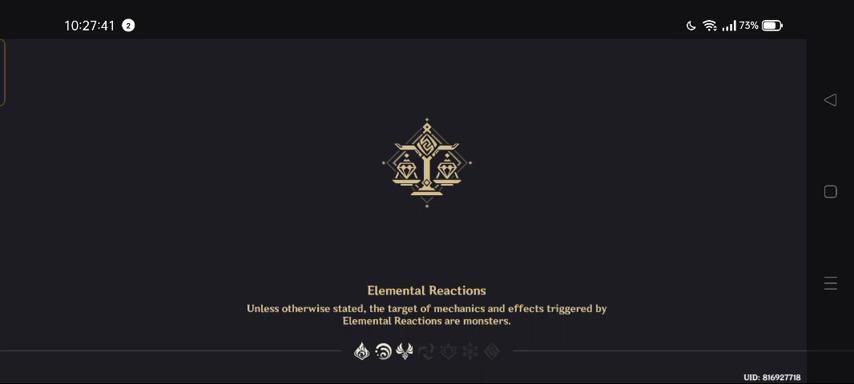 10:27:41 2 73%
Elemental Reactions
Unless otherwise stated, the target of mechanics and effects triggered by
Elemental Reactions are monsters.
UID: 816927718